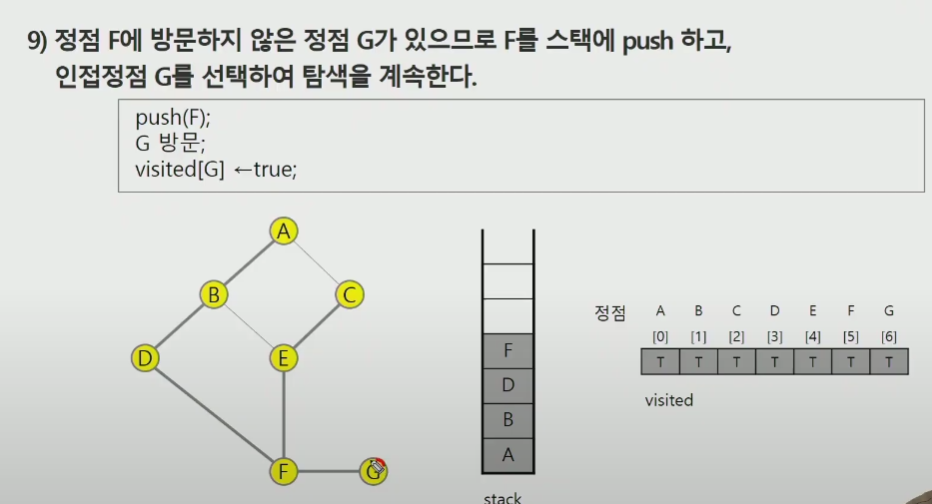 9) 정점 F에 방문하지 않은 정점 G가 있으므로 F를 스택에 push 하고,
인접정점 G를 선택하여 탐색을 계속한다.
push(F);
G 방문;
visited[G] ←true;
A
B
C
D
E
F
G
F
D
B
A
stack
정점 A B C D E F G
[0] [1] [2] [3] [4] [5] [6]
T T T T T T T
visited